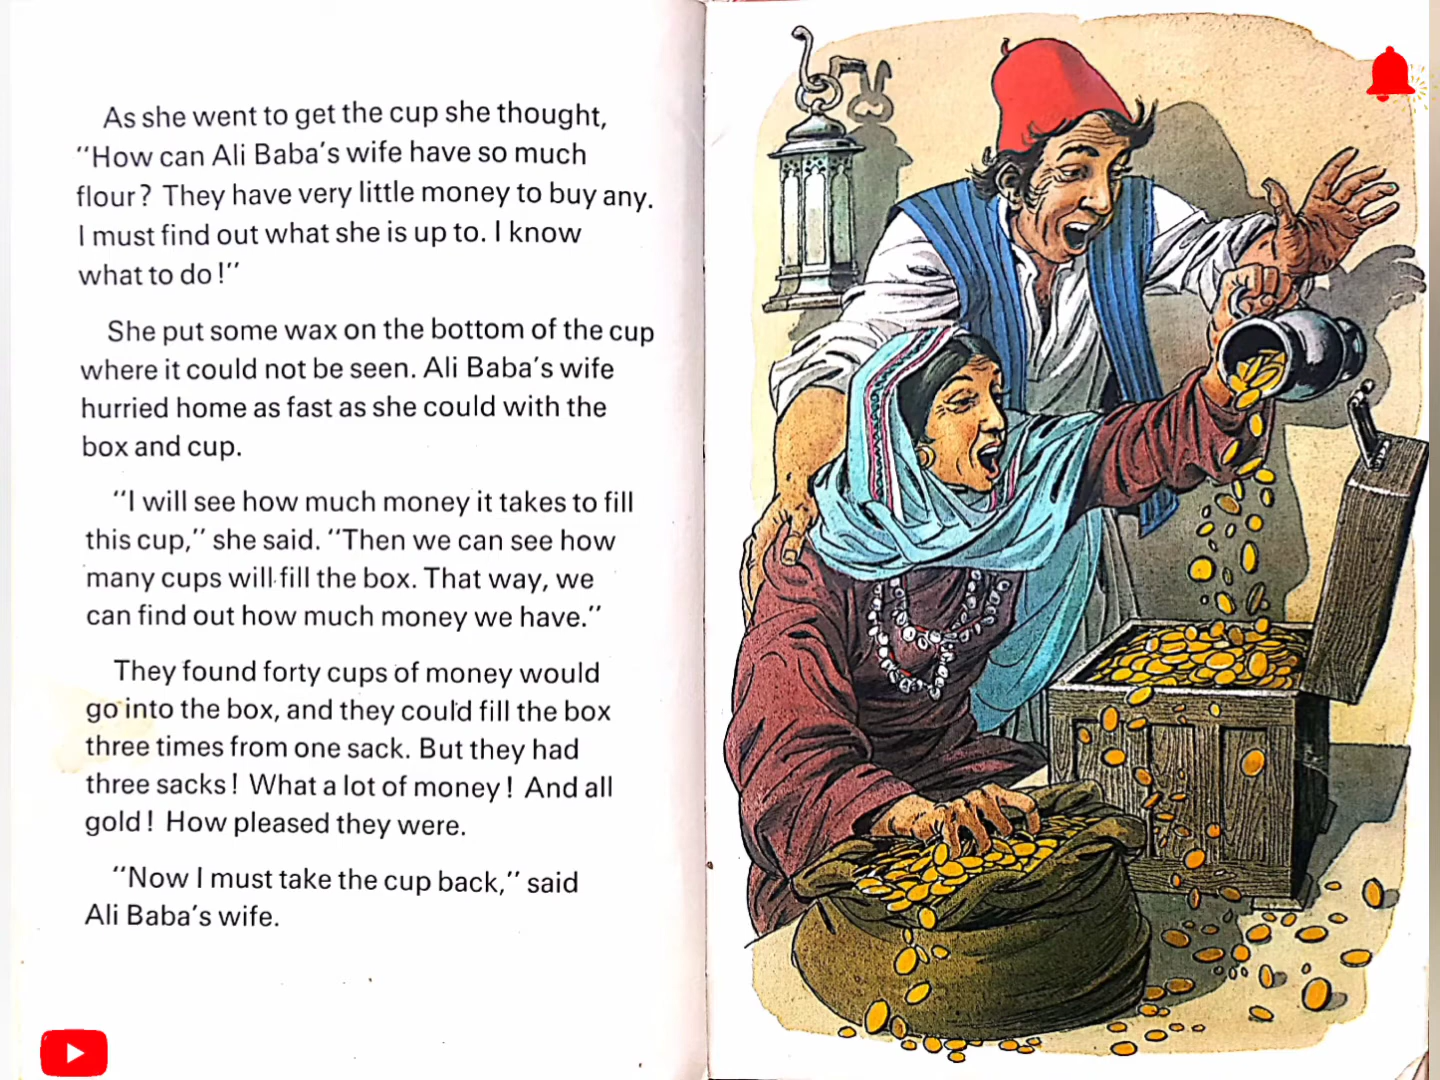 As she went to get the cup she thought,
"How can Ali Baba's wife have so much
flour? They have very little money to buy any.
I must find out what she is up to. I know
what to do!"
She put some wax on the bottom of the cup
where it could not be seen. Ali Baba's wife
hurried home as fast as she could with the
box and cup.
"I will see how much money it takes to fill
this cup," she said. "Then we can see how
many cups will fill the box. That way, we
can find out how much money we have."
They found forty cups of money would
go into the box, and they could fill the box
three times from one sack. But they had
three sacks! What a lot of money! And all
gold! How pleased they were.
"Now I must take the cup back," said
Ali Baba's wife.